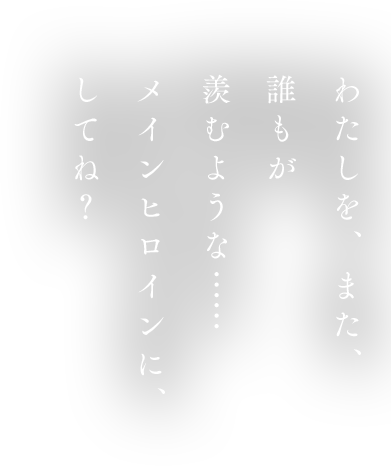 わたしを、また、
誰もが
羨むような……
メインヒロインに、
してね？